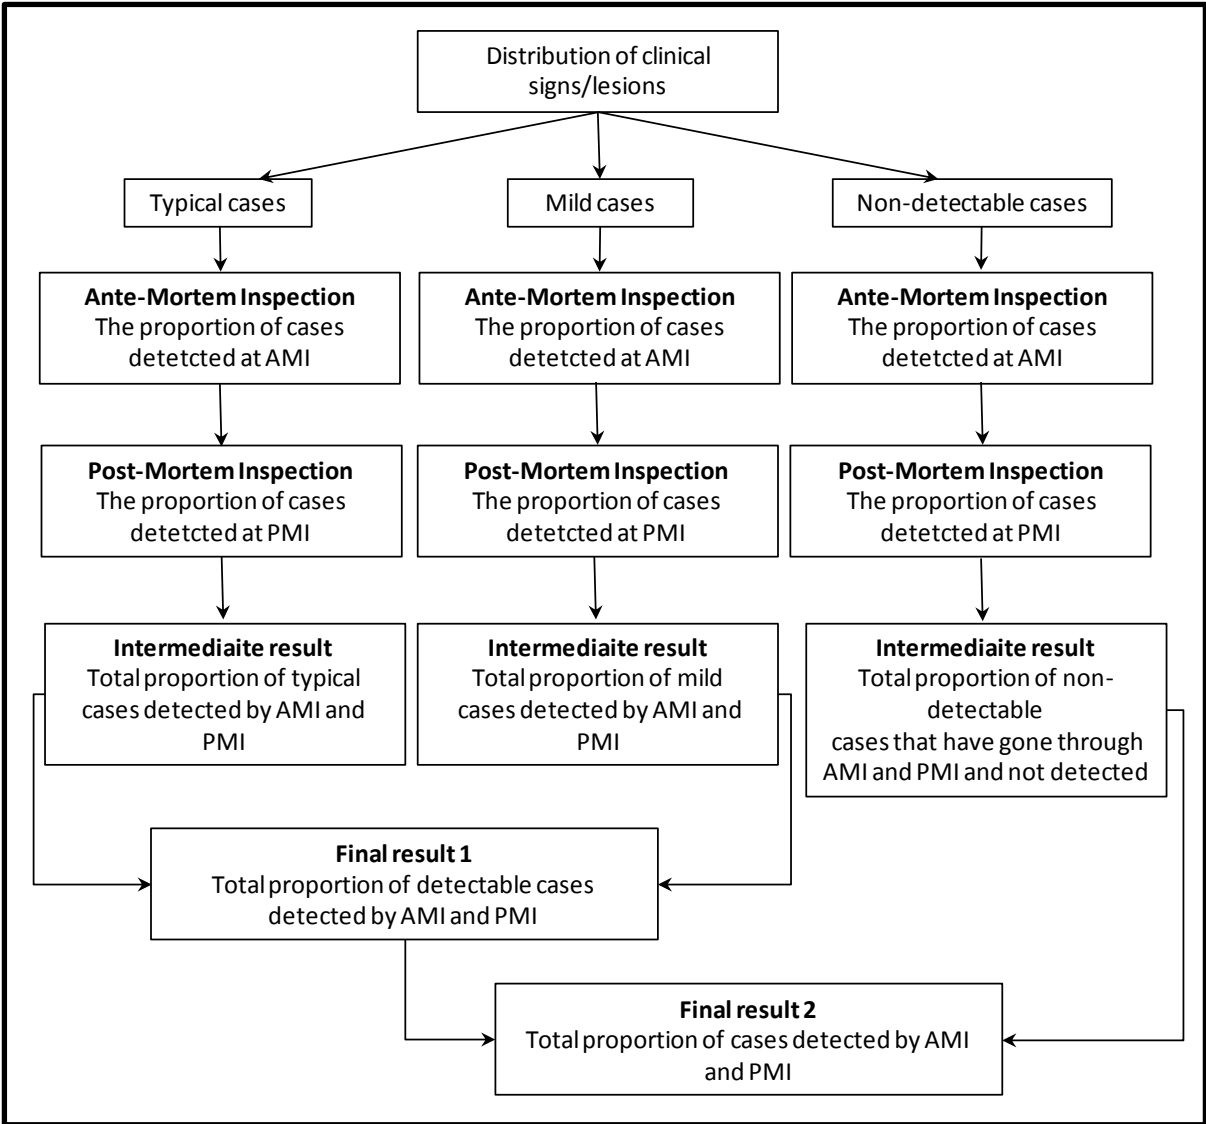 Distribution of clinical
signs/lesions
Typical cases
Mild cases
Non-detectable cases
Ante-Mortem Inspection
The proportion of cases
detetcted at AMI
Ante-Mortem Inspection
The proportion of cases
detetcted at AMI
Ante-Mortem Inspection
The proportion of cases
detetcted at AMI
Post-Mortem Inspection
The proportion of cases
detetcted at PMI
Post-Mortem Inspection
The proportion of cases
detetcted at PMI
Post-Mortem Inspection
The proportion of cases
detetcted at PMI
Intermediaite result
Total proportion of typical
cases detected by AMI and
PMI
Intermediaite result
Total proportion of mild
cases detected by AMI and
PMI
Intermediaite result
Total proportion of non-
detectable
cases that have gone through
AMI and PMI and not detected
Final result 1
Total proportion of detectable cases
detected by AMI and PMI
Final result 2
Total proportion of cases detected by AMI
and PMI